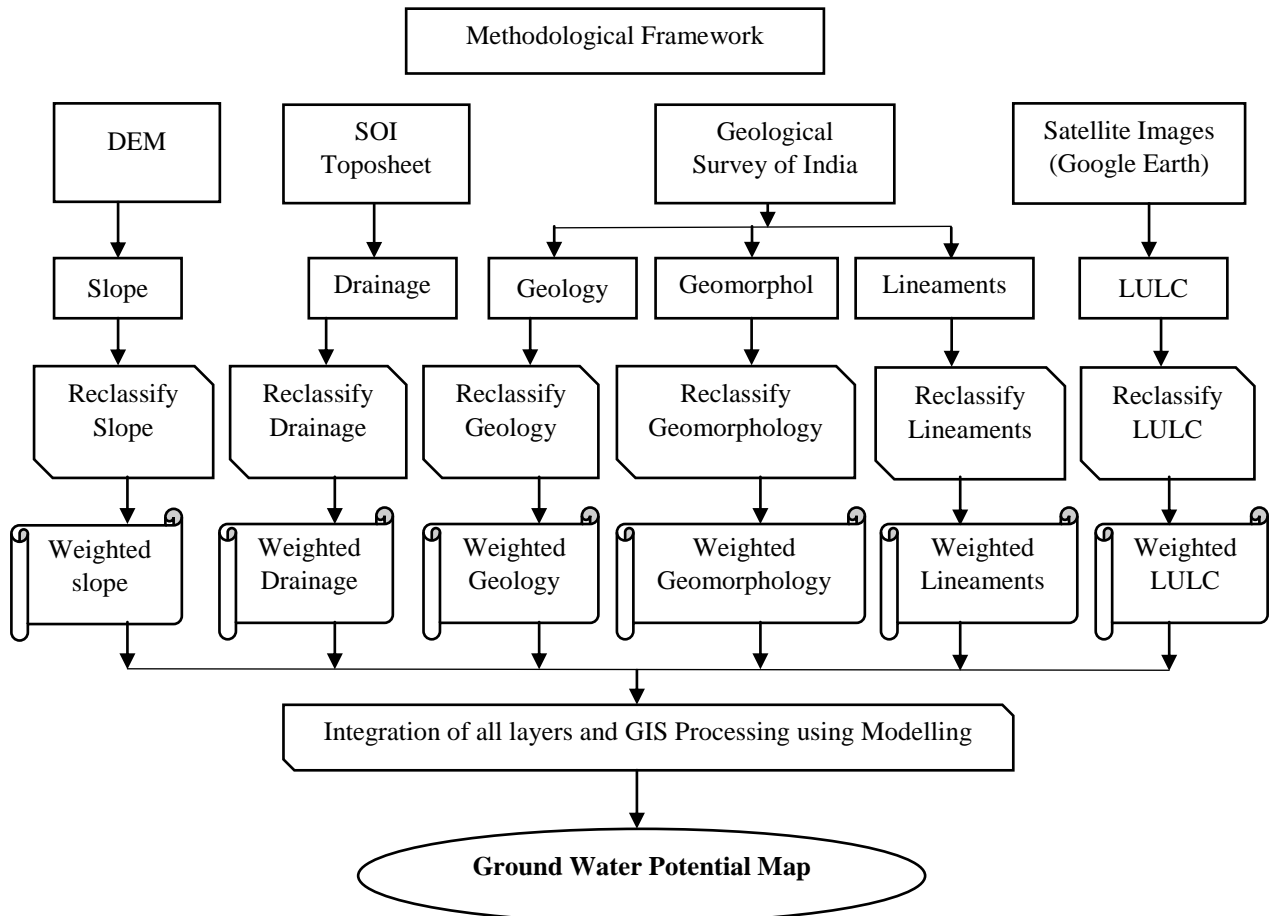 Methodological Framework
DEM
SOI
Toposheet
Geological
Survey of India
Satellite Images
(Google Earth)
Slope
Drainage
Geology
Geomorphol
Lineaments
LULC
Reclassify
Slope
Reclassify
Drainage
Reclassify
Geology
Reclassify
Geomorphology
Reclassify
Lineaments
Reclassify
LULC
Weighted
slope
Weighted
Drainage
Weighted
Geology
Weighted
Geomorphology
Weighted
Lineaments
Weighted
LULC
Integration of all layers and GIS Processing using Modelling
Ground Water Potential Map